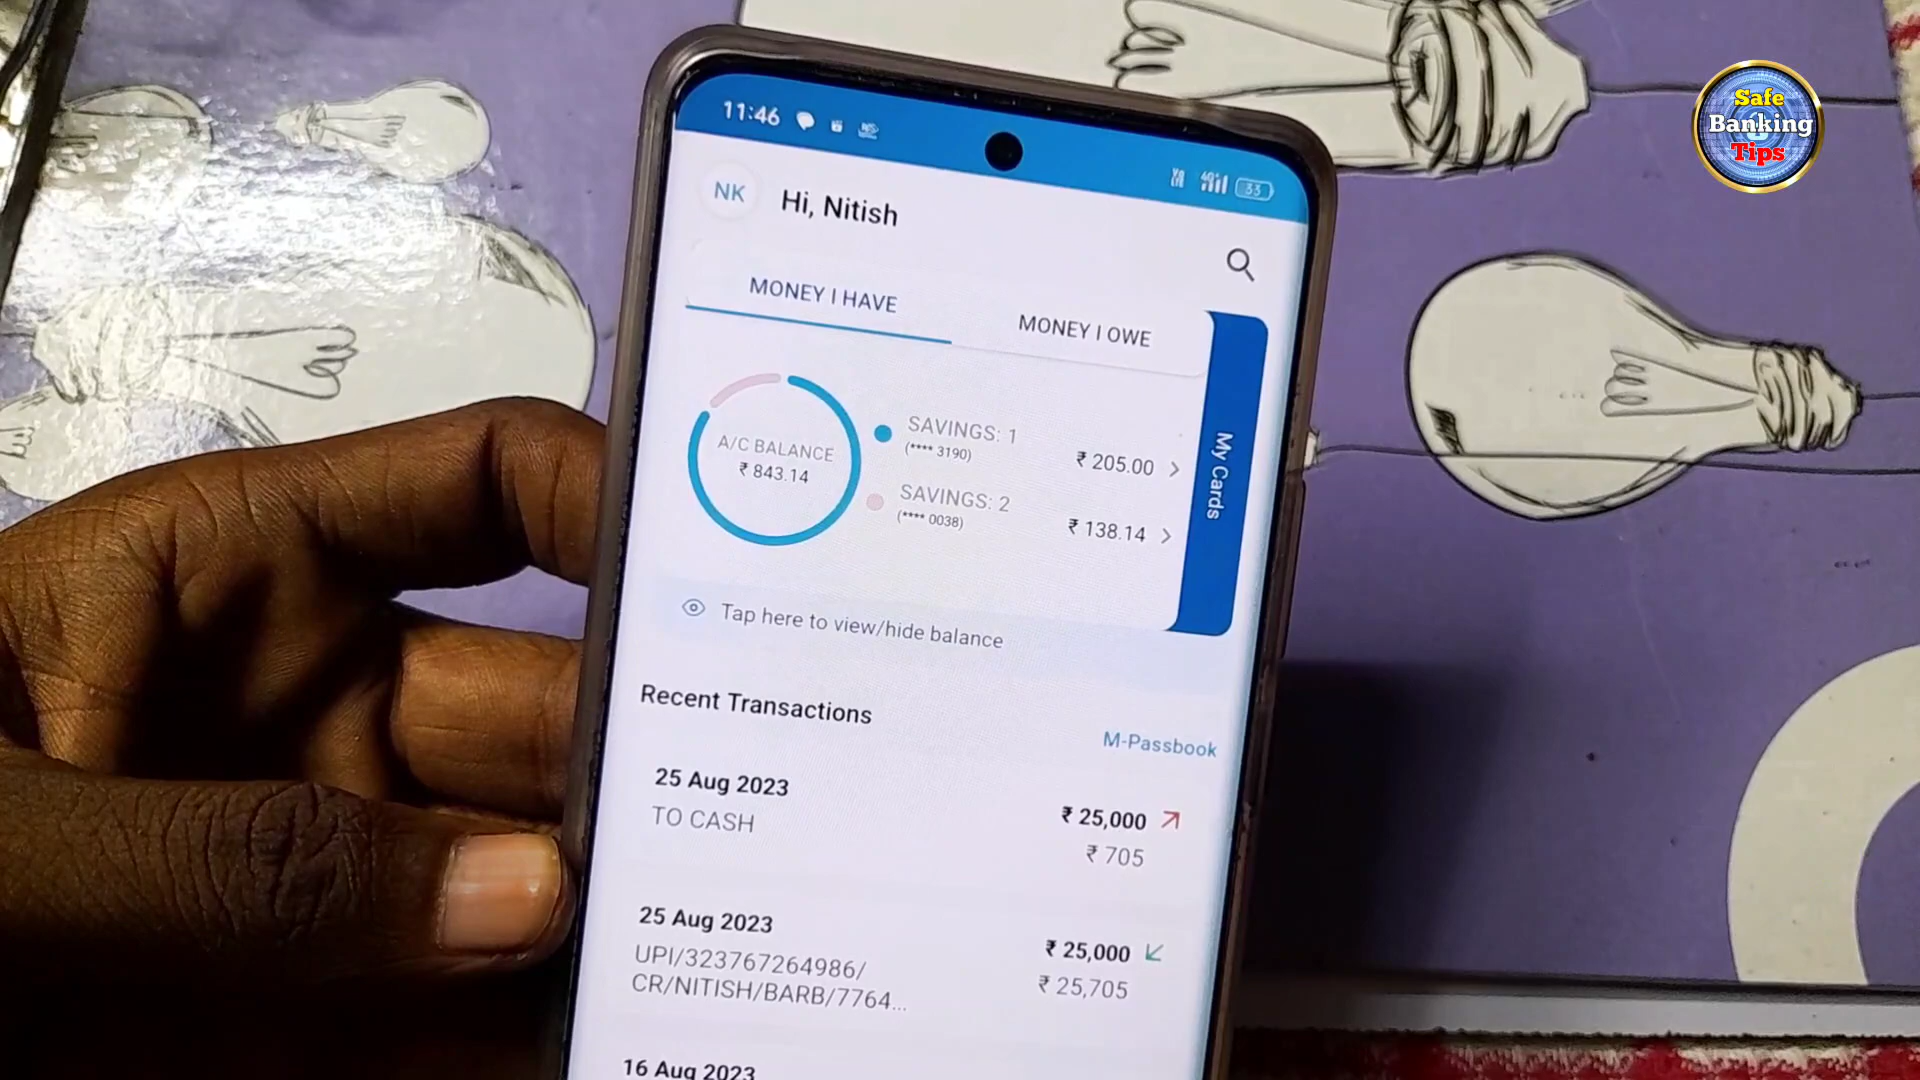 Safe
Banking
Tips
11:46
33
NK
Hi, Nitish
MONEY I HAVE
MONEY I OWE
A/C BALANCE
₹ 843.14
SAVINGS: 1
(**** 3190)
₹ 205.00
SAVINGS: 2
(**** 0038)
₹ 138.14
My Cards
Tap here to view/hide balance
Recent Transactions
M-Passbook
25 Aug 2023
TO CASH
₹ 25,000
₹ 705
25 Aug 2023
UPI/323767264986/
CR/NITISH/BARB/7764...
₹ 25,000
₹ 25,705
16 Aug 2023